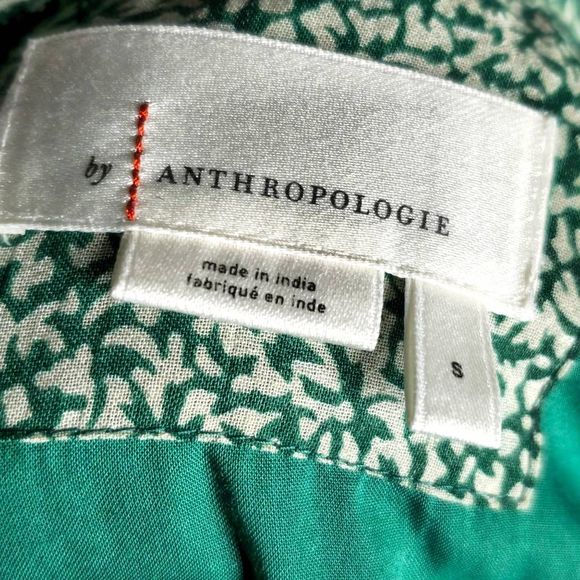 by ANTHROPOLOGIE
made in india
fabriqué en inde
S